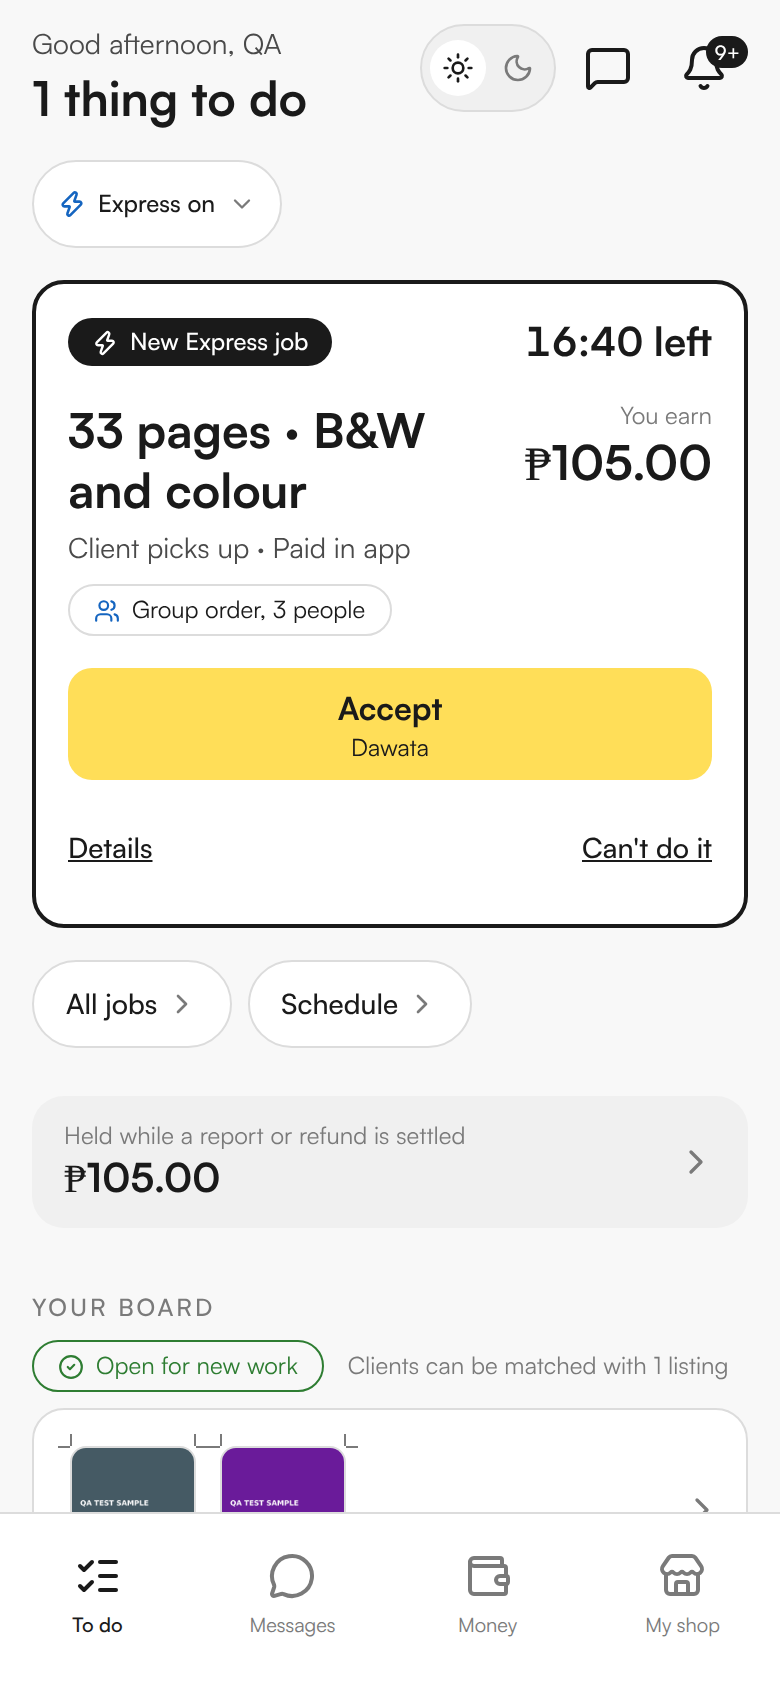 Good afternoon, QA
1 thing to do
9+
Express on
New Express job
16:40 left
33 pages · B&W
and colour
You earn
₱105.00
Client picks up · Paid in app
Group order, 3 people
Accept
Dawata
Details
Can't do it
All jobs
Schedule
Held while a report or refund is settled
₱105.00
YOUR BOARD
Open for new work
Clients can be matched with 1 listing
QA TEST SAMPLE
QA TEST SAMPLE
To do
Messages
Money
My shop